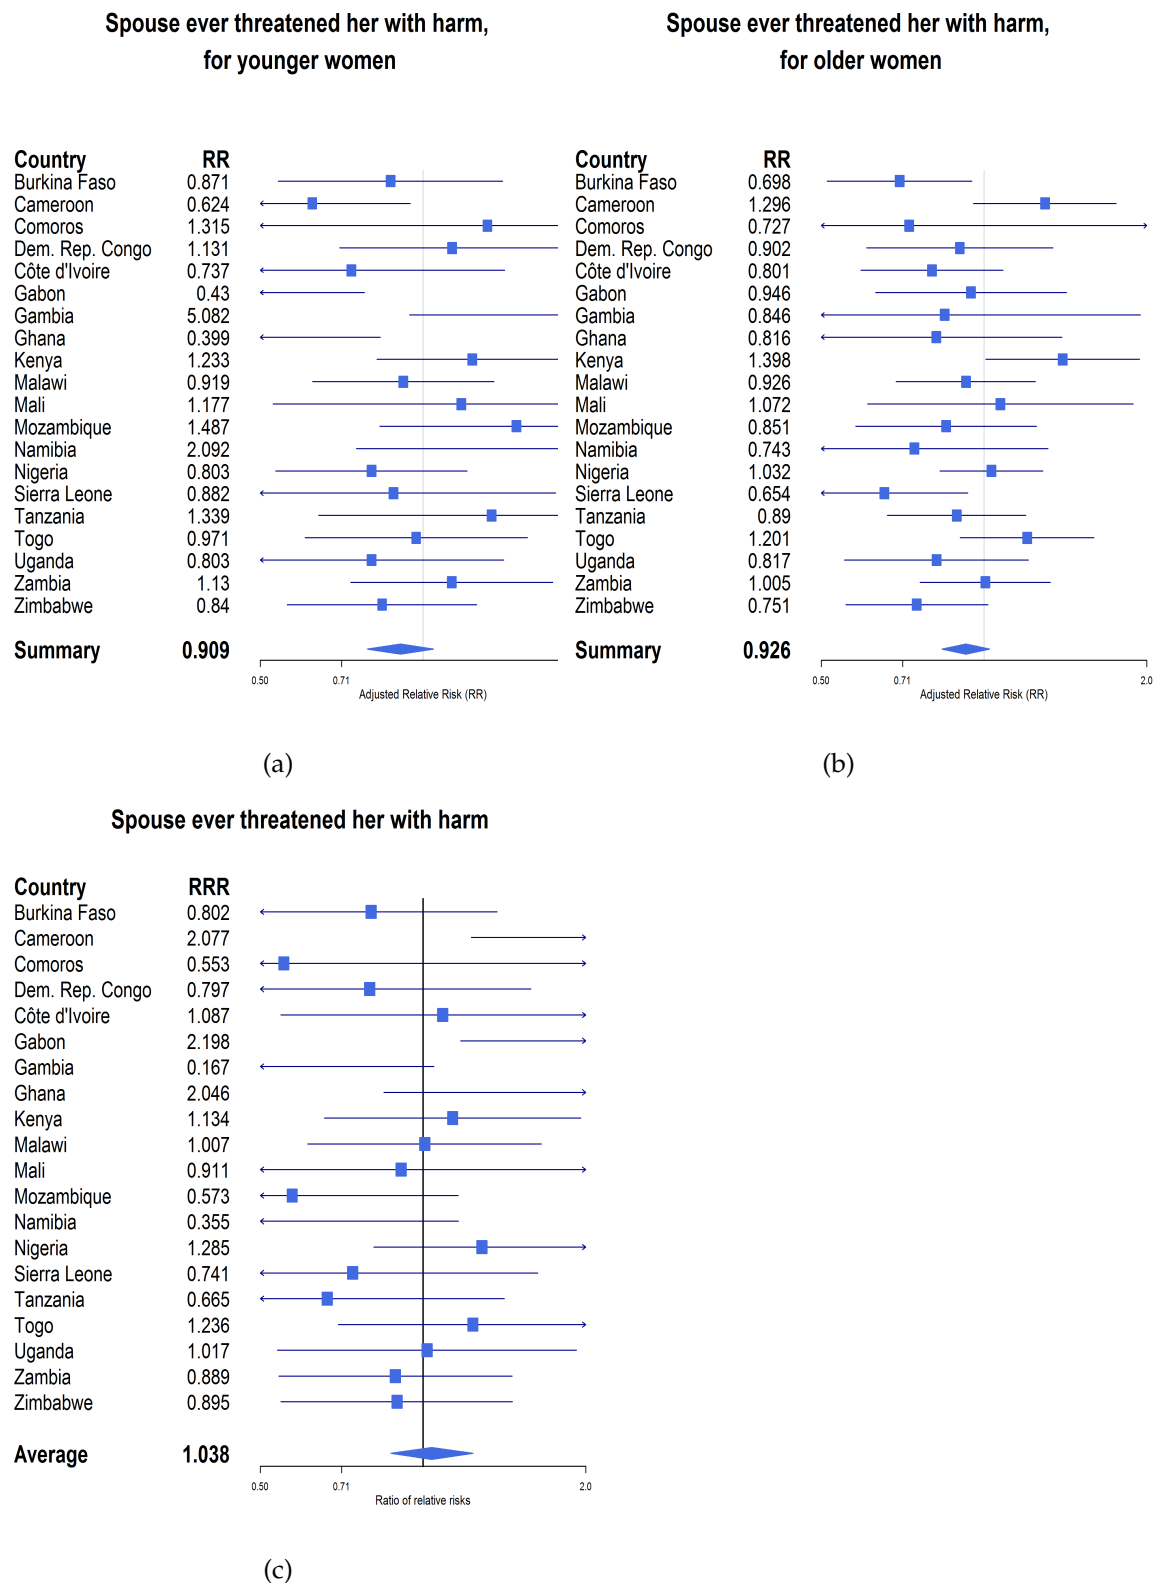 Spouse ever threatened her with harm,
for younger women
Country RR
Burkina Faso 0.871
Cameroon 0.624
Comoros 1.315
Dem. Rep. Congo 1.131
Côte d'Ivoire 0.737
Gabon 0.43
Gambia 5.082
Ghana 0.399
Kenya 1.233
Malawi 0.919
Mali 1.177
Mozambique 1.487
Namibia 2.092
Nigeria 0.803
Sierra Leone 0.882
Tanzania 1.339
Togo 0.971
Uganda 0.803
Zambia 1.13
Zimbabwe 0.84
Summary 0.909
0.50 0.71
Adjusted Relative Risk (RR)
(a)
Spouse ever threatened her with harm,
for older women
Country RR
Burkina Faso 0.698
Cameroon 1.296
Comoros 0.727
Dem. Rep. Congo 0.902
Côte d'Ivoire 0.801
Gabon 0.946
Gambia 0.846
Ghana 0.816
Kenya 1.398
Malawi 0.926
Mali 1.072
Mozambique 0.851
Namibia 0.743
Nigeria 1.032
Sierra Leone 0.654
Tanzania 0.89
Togo 1.201
Uganda 0.817
Zambia 1.005
Zimbabwe 0.751
Summary 0.926
0.50 0.71 2.0
Adjusted Relative Risk (RR)
(b)
Spouse ever threatened her with harm
Country RRR
Burkina Faso 0.802
Cameroon 2.077
Comoros 0.553
Dem. Rep. Congo 0.797
Côte d'Ivoire 1.087
Gabon 2.198
Gambia 0.167
Ghana 2.046
Kenya 1.134
Malawi 1.007
Mali 0.911
Mozambique 0.573
Namibia 0.355
Nigeria 1.285
Sierra Leone 0.741
Tanzania 0.665
Togo 1.236
Uganda 1.017
Zambia 0.889
Zimbabwe 0.895
Average 1.038
0.50 0.71 2.0
Ratio of relative risks
(c)